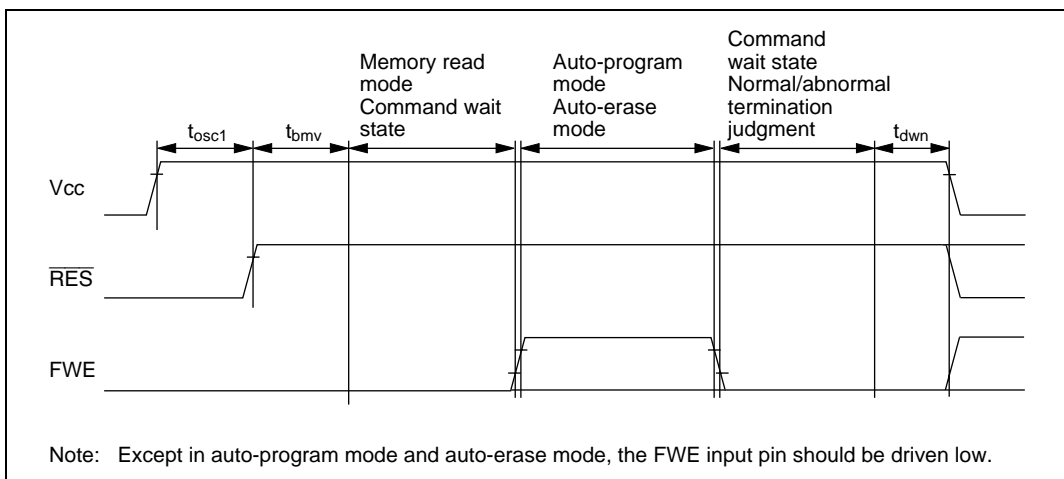 Memory read
mode
Command wait
state
Auto-program
mode
Auto-erase
mode
Command
wait state
Normal/abnormal
termination
judgment
tosc1
tbmv
tdwn
Vcc
RES
FWE
Note: Except in auto-program mode and auto-erase mode, the FWE input pin should be driven low.